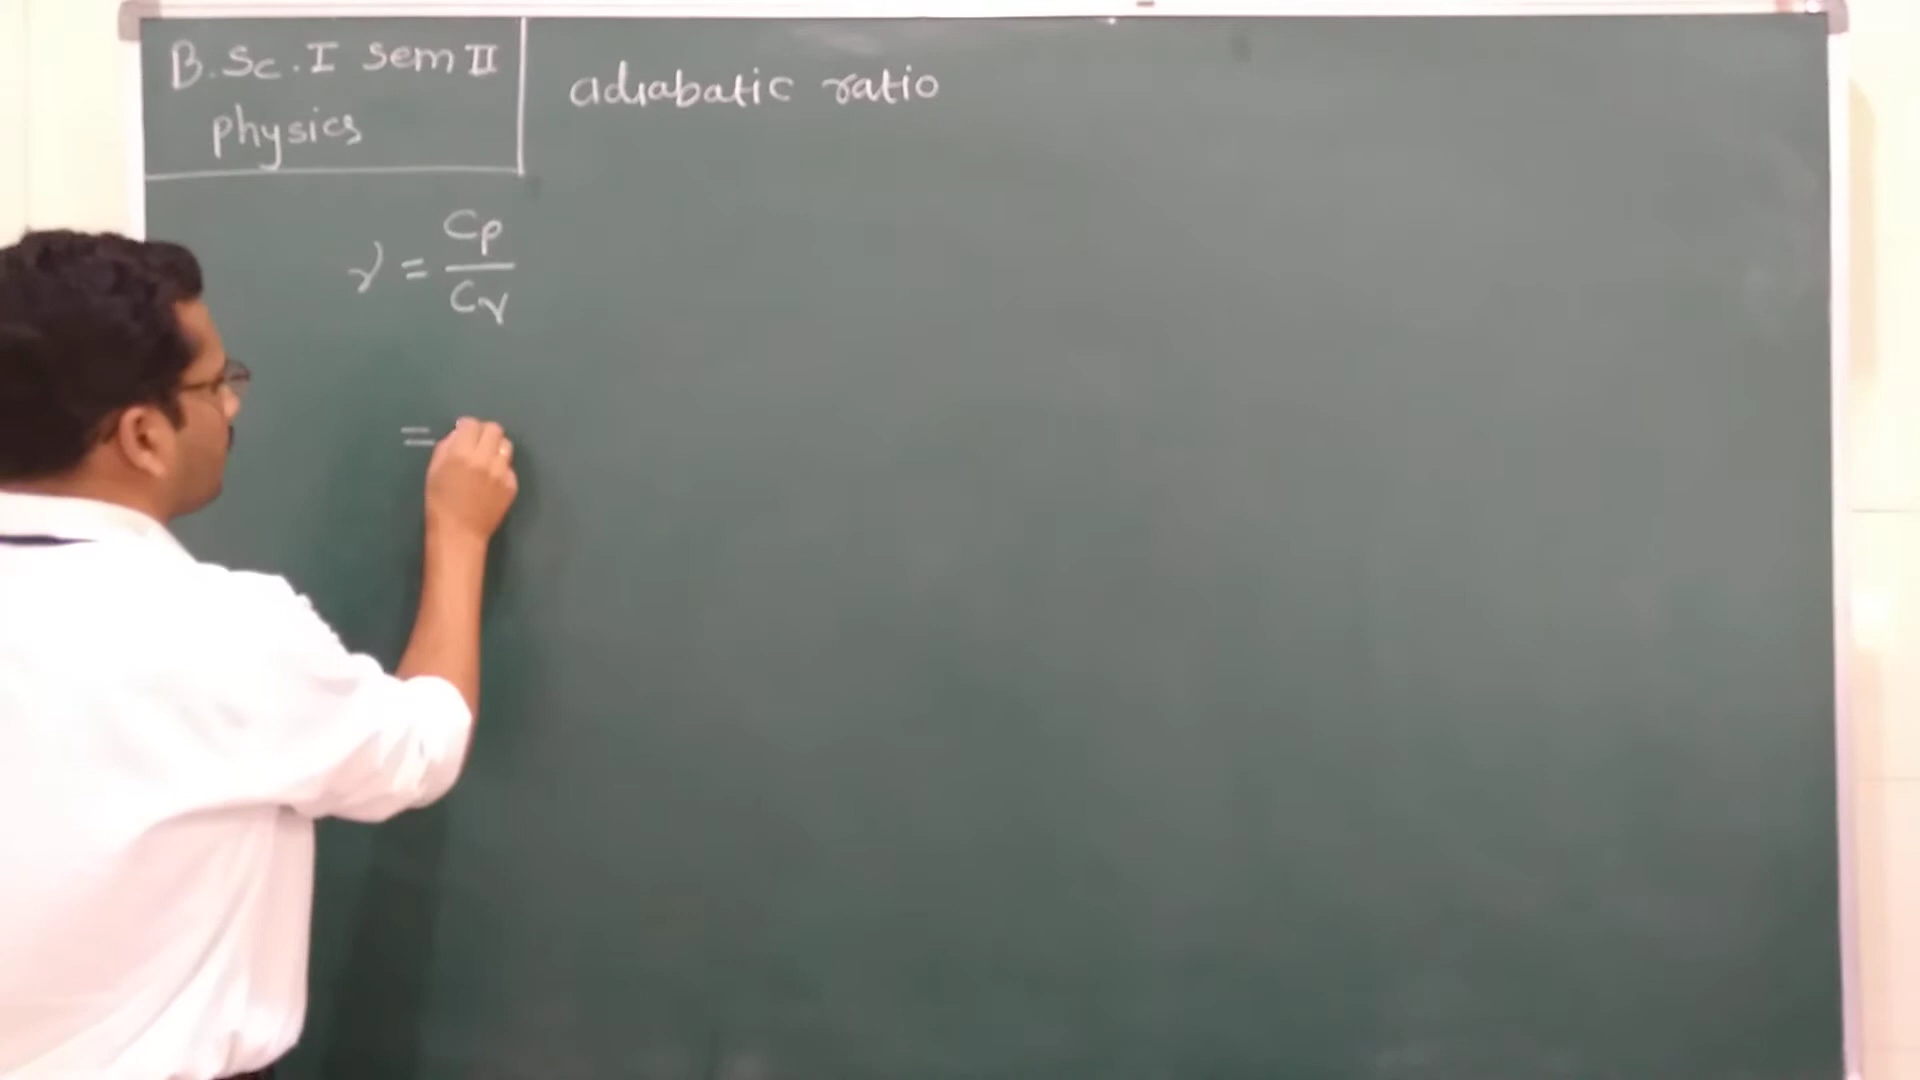 B.Sc.I Sem II
physics
adiabatic ratio
γ = Cp/Cv
=